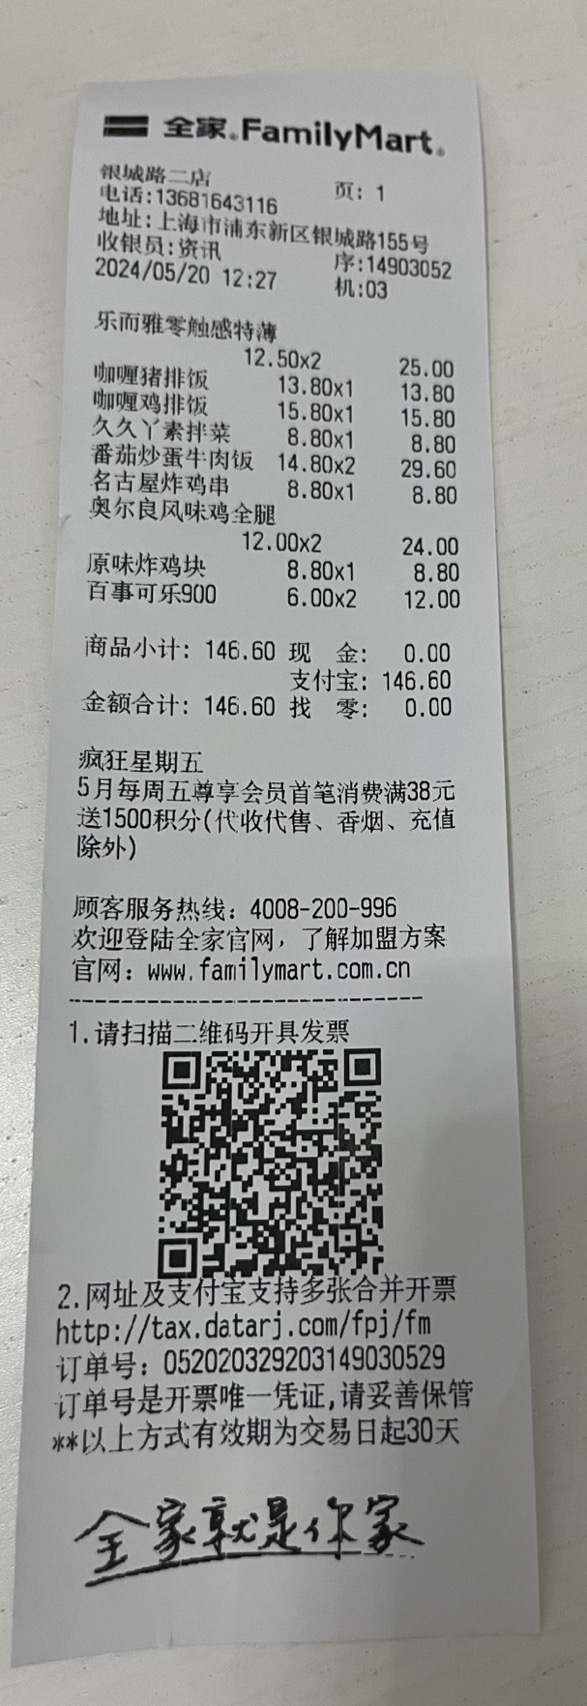 全家®FamilyMart®
银城路二店 页: 1
电话:13681643116
地址:上海市浦东新区银城路155号
收银员:资讯 序:14903052
2024/05/20 12:27 机:03
乐而雅零触感特薄
12.50x2 25.00
咖喱猪排饭 13.80x1 13.80
咖喱鸡排饭 15.80x1 15.80
久久丫素拌菜 8.80x1 8.80
番茄炒蛋牛肉饭 14.80x2 29.60
名古屋炸鸡串 8.80x1 8.80
奥尔良风味鸡全腿
12.00x2 24.00
原味炸鸡块 8.80x1 8.80
百事可乐900 6.00x2 12.00
商品小计: 146.60 现 金: 0.00
支付宝: 146.60
金额合计: 146.60 找 零: 0.00
疯狂星期五
5月每周五尊享会员首笔消费满38元
送1500积分(代收代售、香烟、充值
除外)
顾客服务热线: 4008-200-996
欢迎登陆全家官网，了解加盟方案
官网: www.familymart.com.cn
1.请扫描二维码开具发票
2.网址及支付宝支持多张合并开票
http://tax.datarj.com/fpj/fm
订单号: 052020329203149030529
订单号是开票唯一凭证,请妥善保管
**以上方式有效期为交易日起30天
全家就是你家